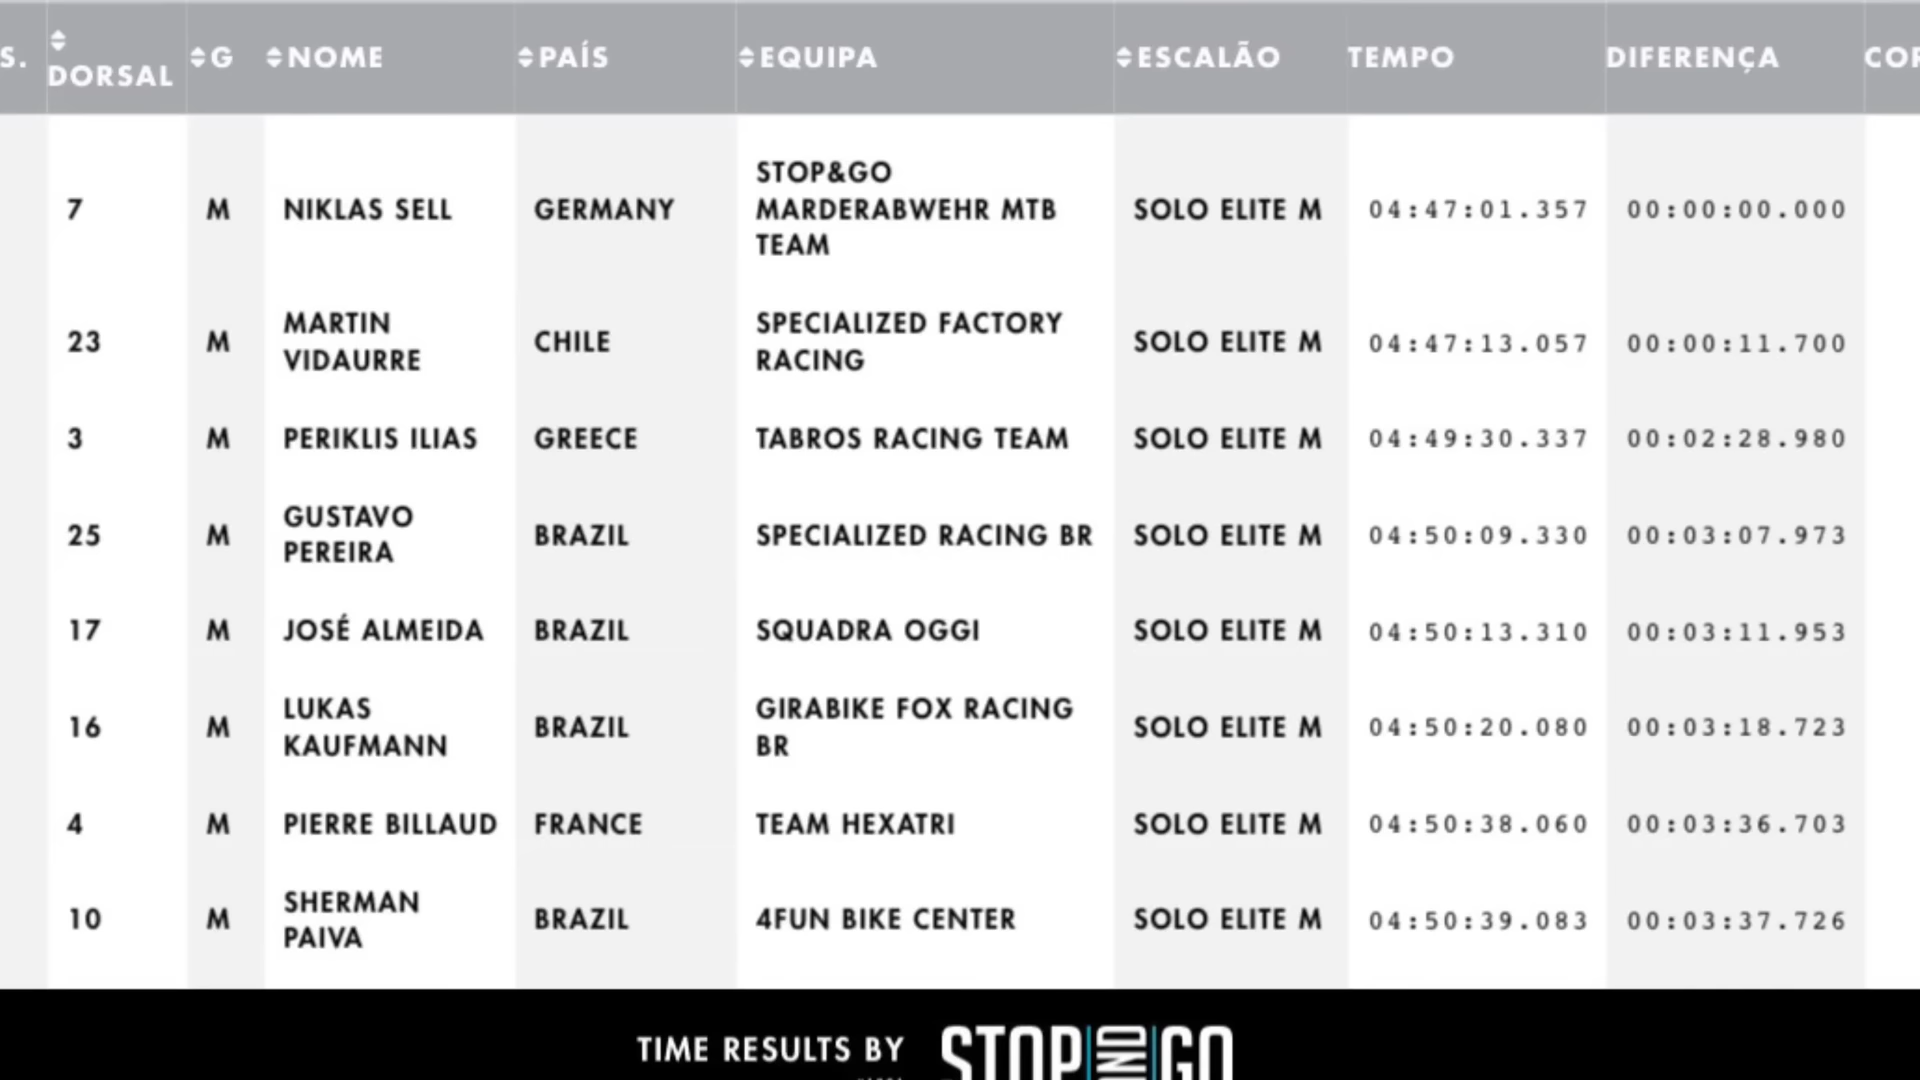 S. DORSAL G NOME PAÍS EQUIPA ESCALÃO TEMPO DIFERENÇA
7 M NIKLAS SELL GERMANY STOP&GO MARDERABWEHR MTB TEAM SOLO ELITE M 04:47:01.357 00:00:00.000
23 M MARTIN VIDAURRE CHILE SPECIALIZED FACTORY RACING SOLO ELITE M 04:47:13.057 00:00:11.700
3 M PERIKLIS ILIAS GREECE TABROS RACING TEAM SOLO ELITE M 04:49:30.337 00:02:28.980
25 M GUSTAVO PEREIRA BRAZIL SPECIALIZED RACING BR SOLO ELITE M 04:50:09.330 00:03:07.973
17 M JOSÉ ALMEIDA BRAZIL SQUADRA OGGI SOLO ELITE M 04:50:13.310 00:03:11.953
16 M LUKAS KAUFMANN BRAZIL GIRABIKE FOX RACING BR SOLO ELITE M 04:50:20.080 00:03:18.723
4 M PIERRE BILLAUD FRANCE TEAM HEXATRI SOLO ELITE M 04:50:38.060 00:03:36.703
10 M SHERMAN PAIVA BRAZIL 4FUN BIKE CENTER SOLO ELITE M 04:50:39.083 00:03:37.726
TIME RESULTS BY STOP AND GO